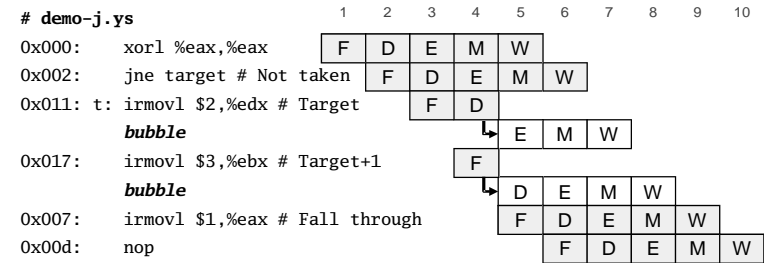 # demo-j.ys 1 2 3 4 5 6 7 8 9 10
0x000: xorl %eax,%eax F D E M W
0x002: jne target # Not taken F D E M W
0x011: t: irmovl $2,%edx # Target F D
bubble E M W
0x017: irmovl $3,%ebx # Target+1 F
bubble D E M W
0x007: irmovl $1,%eax # Fall through F D E M W
0x00d: nop F D E M W